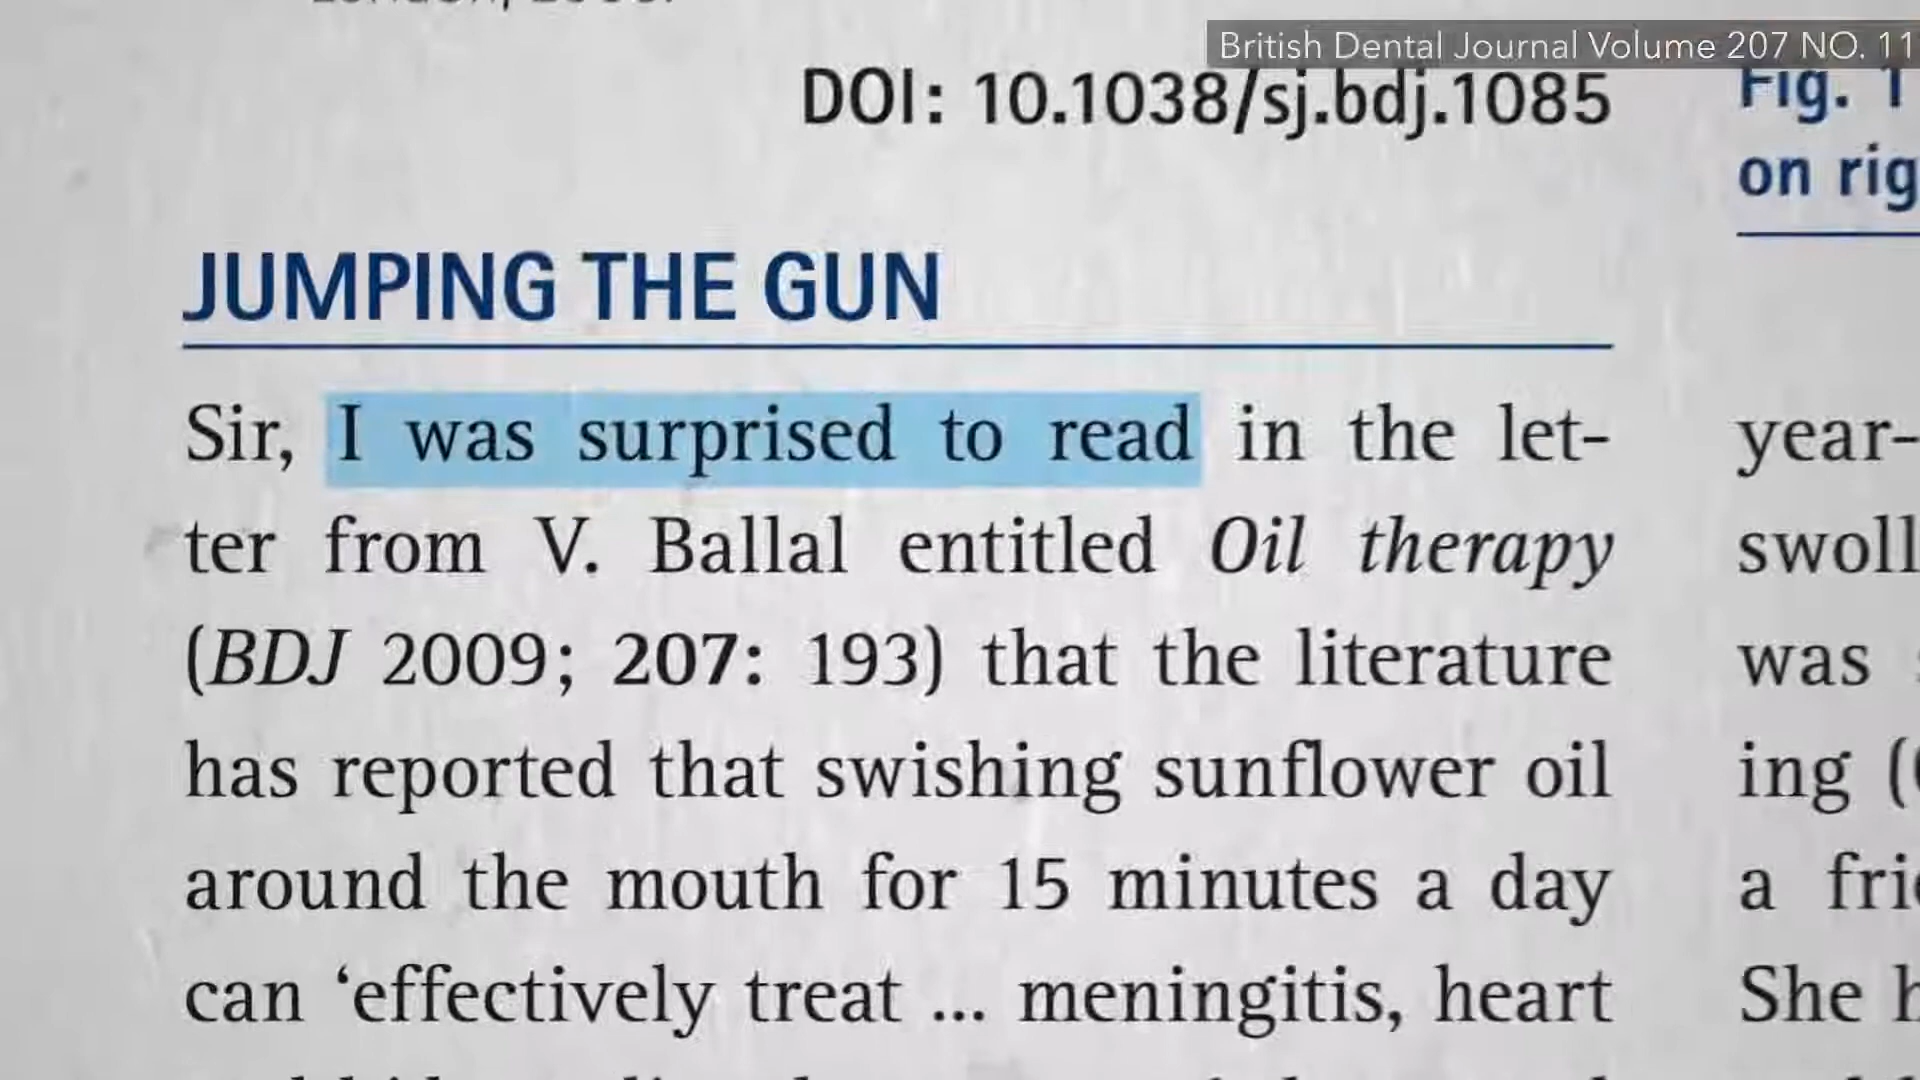 British Dental Journal Volume 207 NO. 11
DOI: 10.1038/sj.bdj.1085
JUMPING THE GUN
Sir, I was surprised to read in the let-
ter from V. Ballal entitled Oil therapy
(BDJ 2009; 207: 193) that the literature
has reported that swishing sunflower oil
around the mouth for 15 minutes a day
can ‘effectively treat ... meningitis, heart
Fig. 1
on
year-
was
a
She